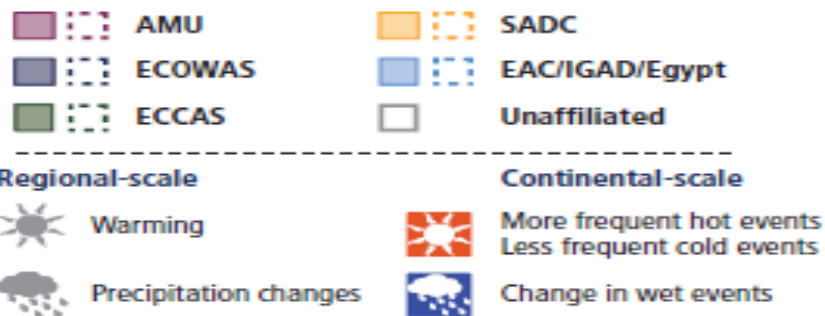 AMU SADC
ECOWAS EAC/IGAD/Egypt
ECCAS Unaffiliated
Regional-scale Continental-scale
Warming More frequent hot events
Less frequent cold events
Precipitation changes Change in wet events